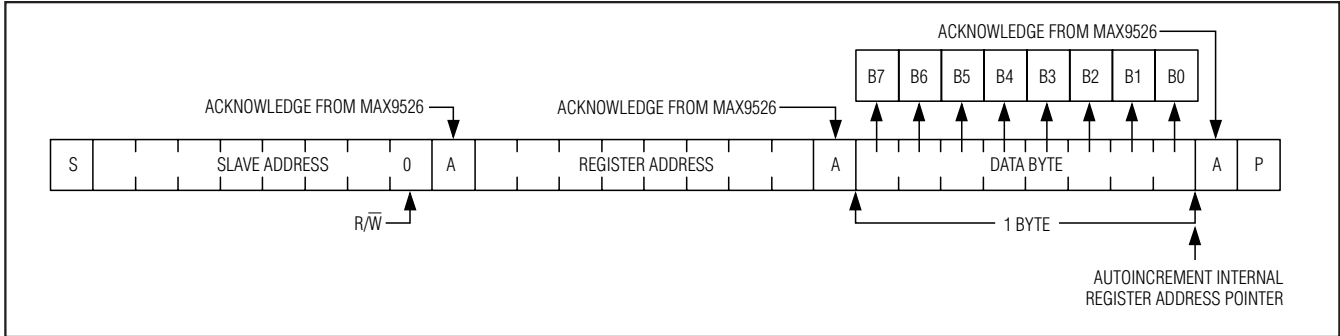 ACKNOWLEDGE FROM MAX9526
B7 B6 B5 B4 B3 B2 B1 B0
ACKNOWLEDGE FROM MAX9526 ACKNOWLEDGE FROM MAX9526
S SLAVE ADDRESS 0 A REGISTER ADDRESS A DATA BYTE A P
R/W̅ 1 BYTE
AUTOINCREMENT INTERNAL
REGISTER ADDRESS POINTER